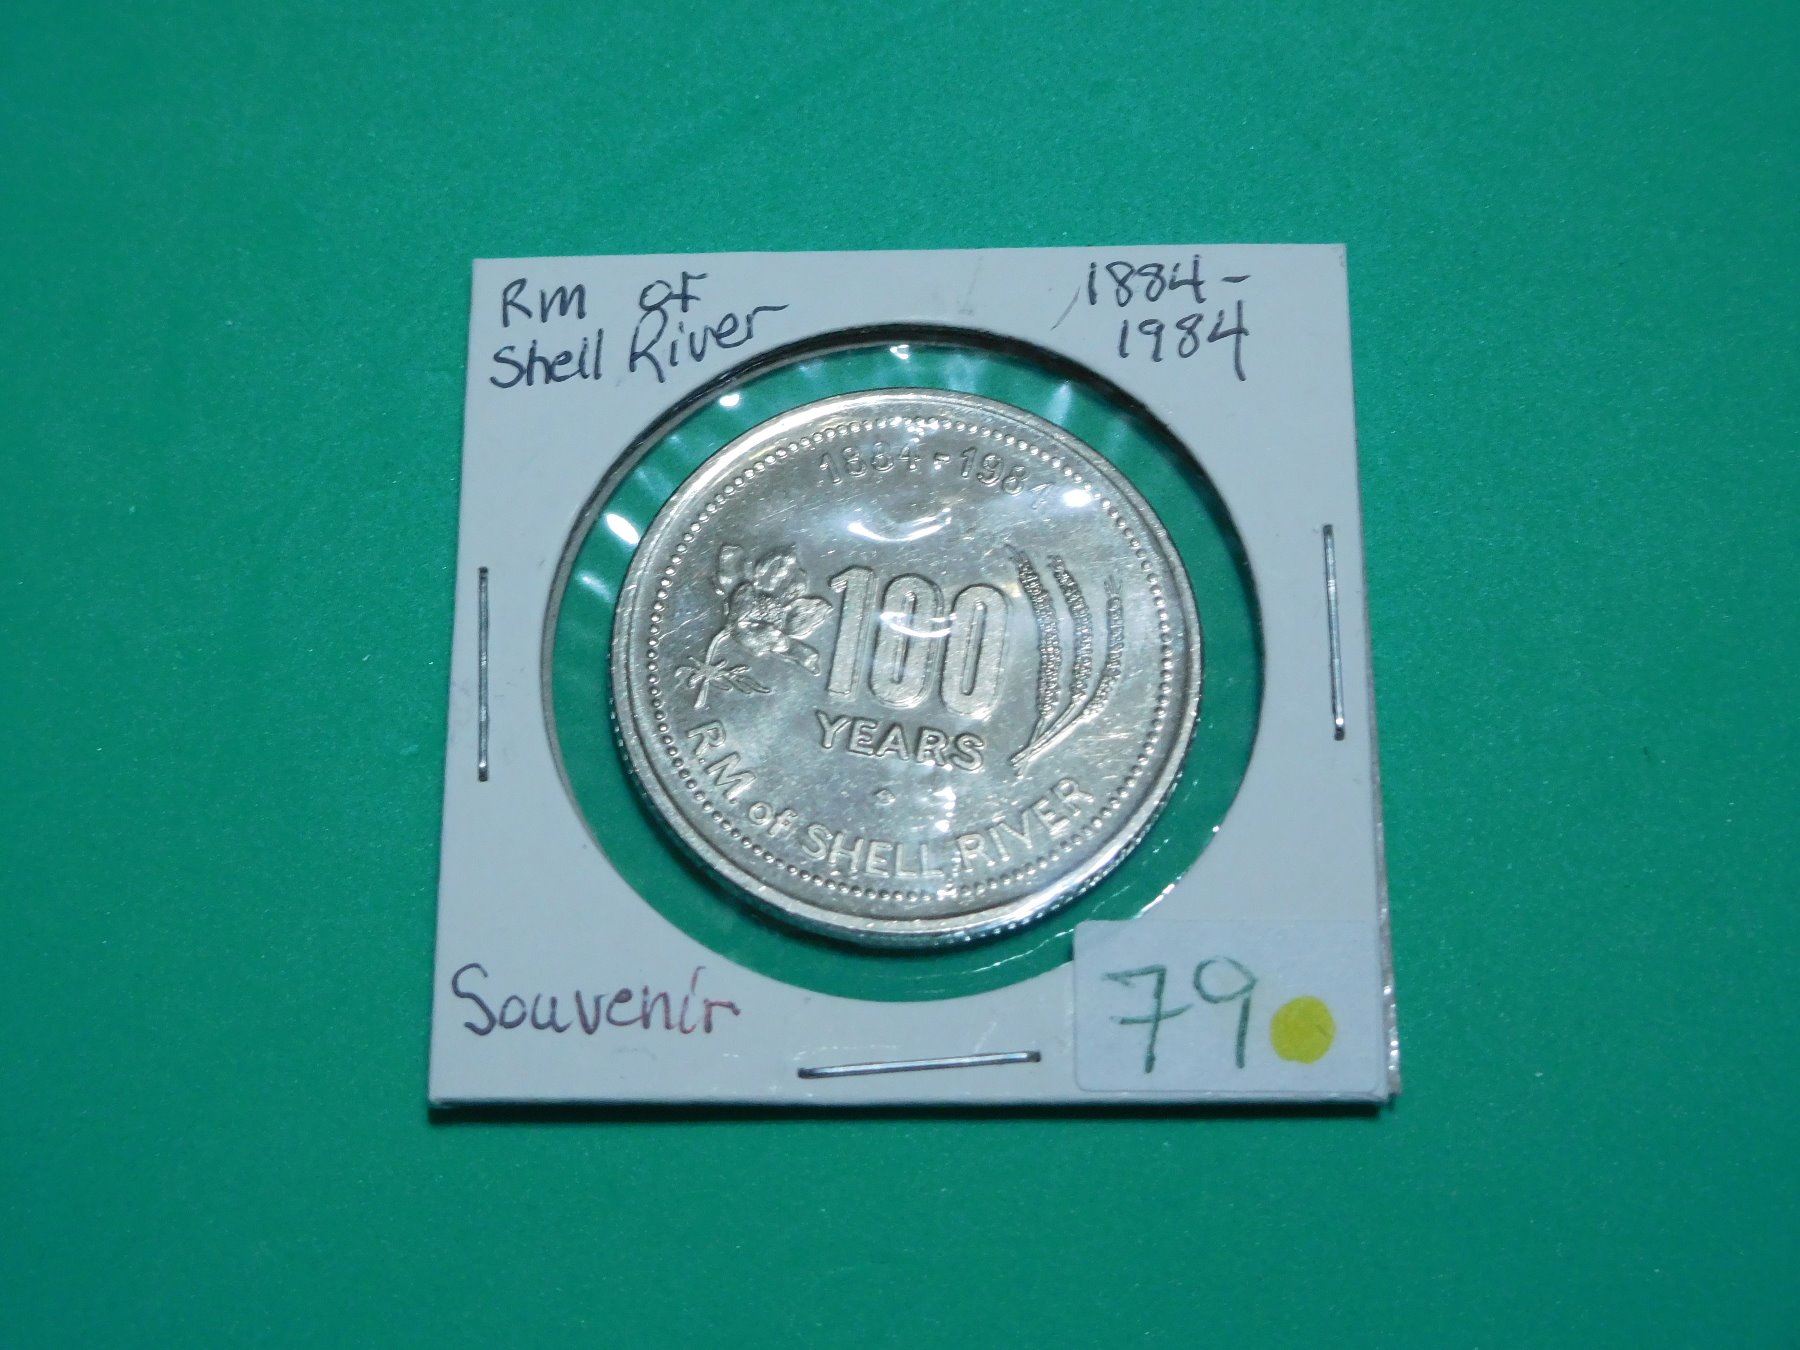 Rm of
Shell River
1884-
1984
1884-1984
100
YEARS
R.M. of SHELL RIVER
Souvenir
79